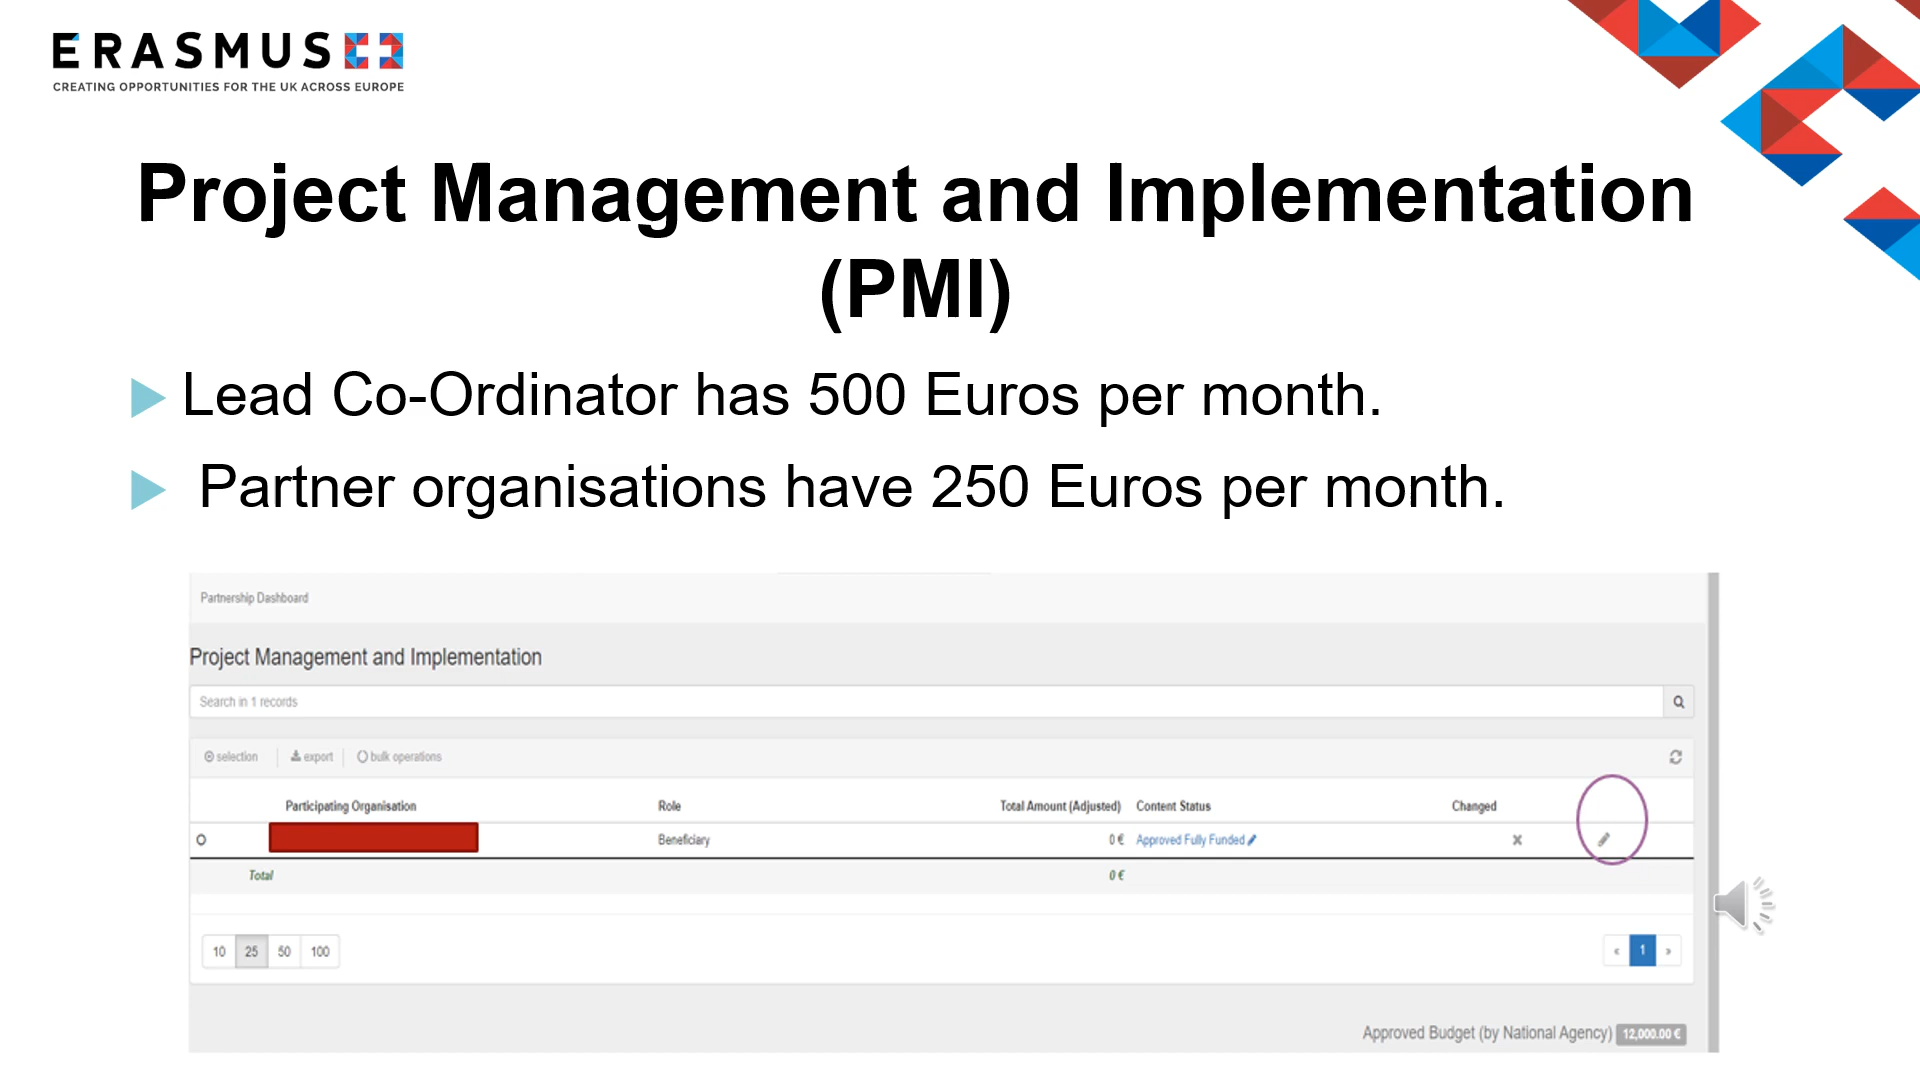 ERASMUS+
CREATING OPPORTUNITIES FOR THE UK ACROSS EUROPE
Project Management and Implementation
(PMI)
Lead Co-Ordinator has 500 Euros per month.
Partner organisations have 250 Euros per month.
Partnership Dashboard
Project Management and Implementation
Search in 1 records
selection export bulk operations
Participating Organisation Role Total Amount (Adjusted) Content Status Changed
Beneficiary 0 € Approved Fully Funded
Total 0 €
10 25 50 100 « 1 »
Approved Budget (by National Agency) 12,000.00 €